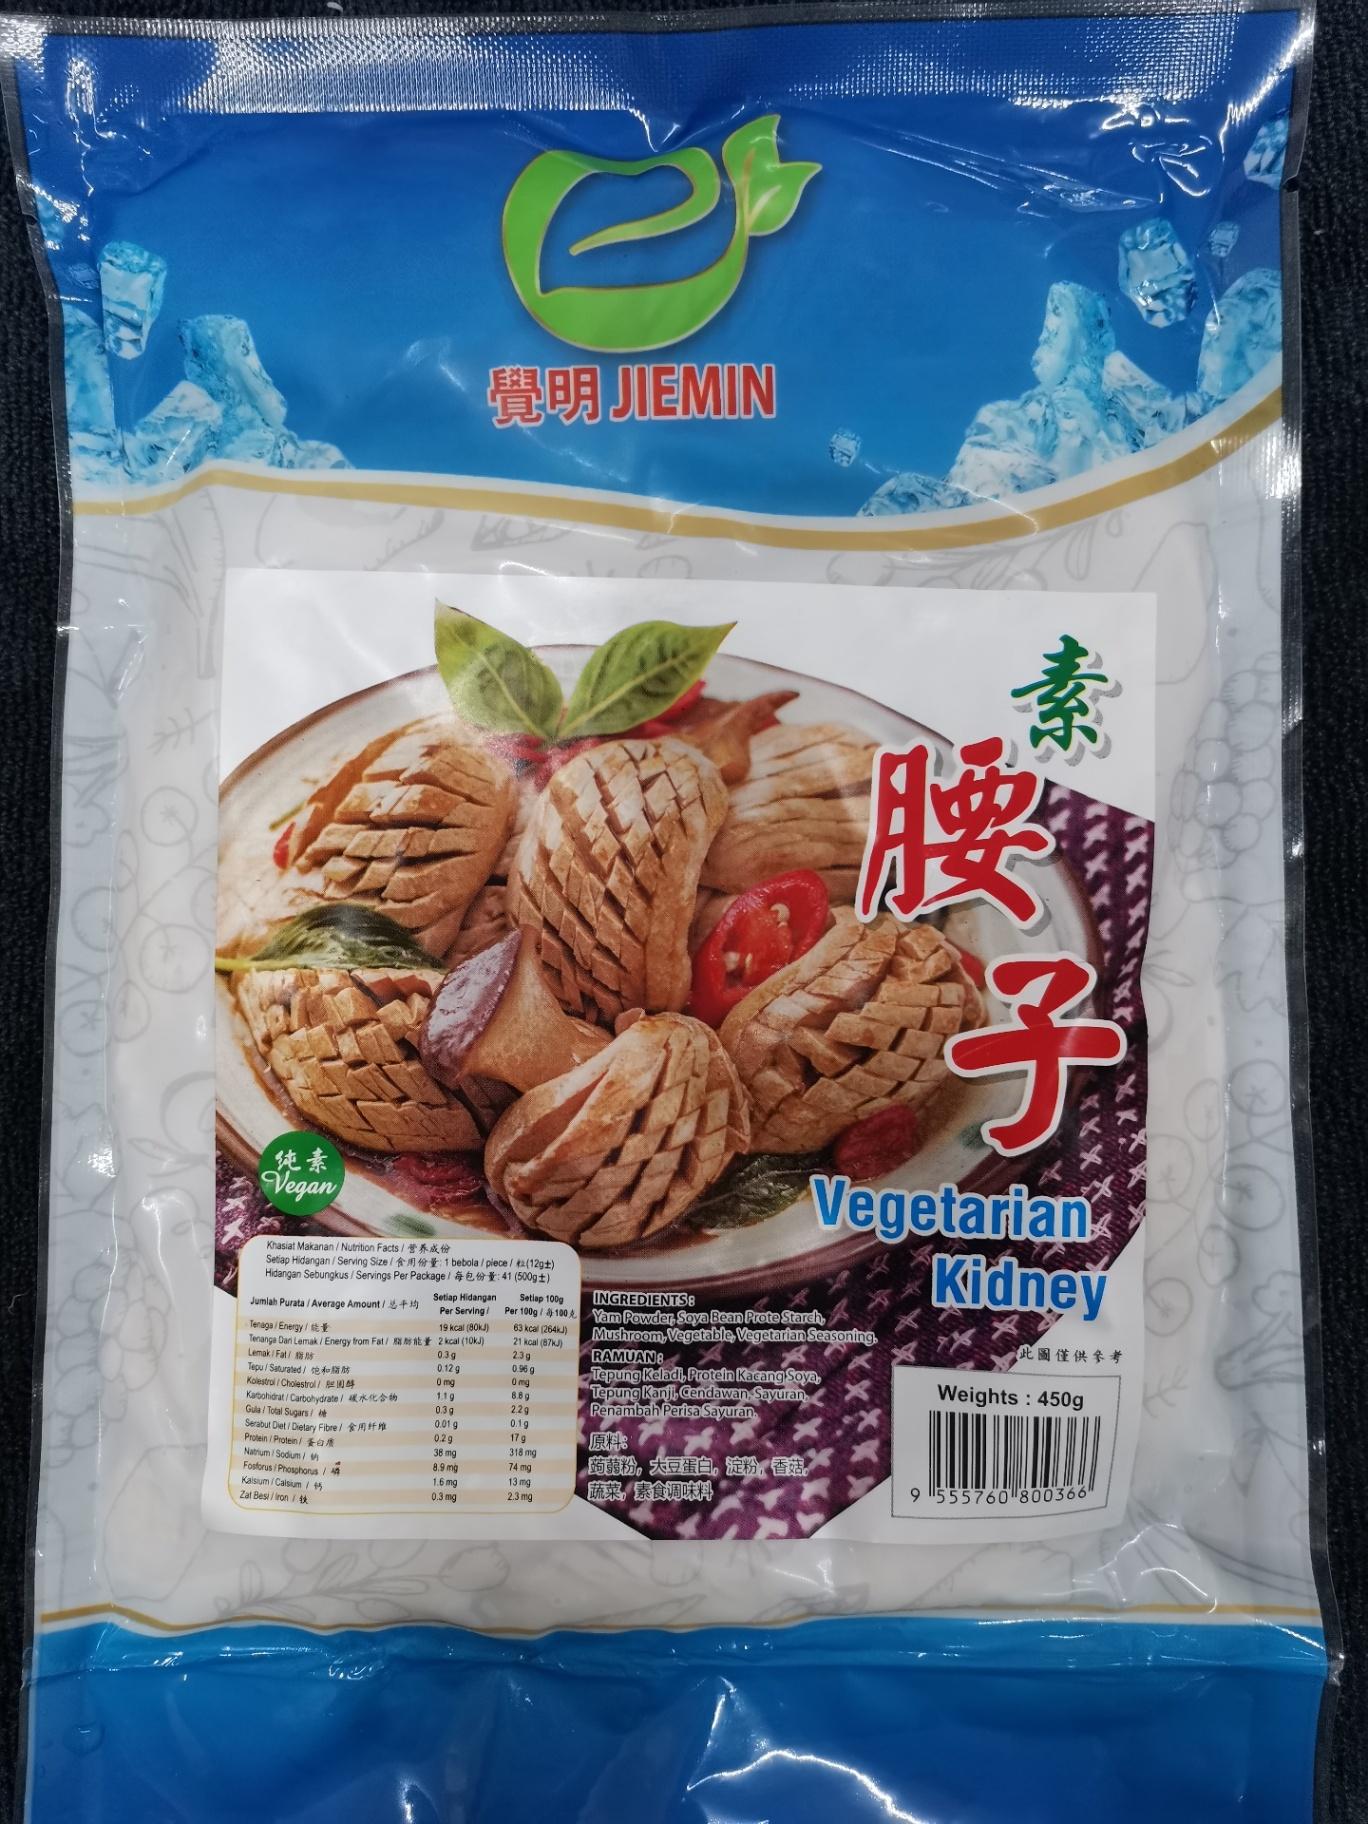 覺明 JIEMIN
素
腰
子
Vegetarian
Kidney
純素
Vegan
Khasiat Makanan / Nutrition Facts / 营养成份
Setiap Hidangan / Serving Size / 食用份量: 1 bebola / piece / 粒(12g±)
Hidangan Sebungkus / Servings Per Package / 每包份量: 41 (500g±)
Jumlah Purata / Average Amount / 总平均 Setiap Hidangan Per Serving / Setiap 100g Per 100g / 每100克
Tenaga / Energy / 能量 19 kcal (80kJ) 63 kcal (264kJ)
Tenanga Dari Lemak / Energy from Fat / 脂肪能量 2 kcal (10kJ) 21 kcal (87kJ)
Lemak / Fat / 脂肪 0.3 g 2.3 g
Tepu / Saturated / 饱和脂肪 0.12 g 0.96 g
Kolestrol / Cholestrol / 胆固醇 0 mg 0 mg
Karbohidrat / Carbohydrate / 碳水化合物 1.1 g 8.8 g
Gula / Total Sugars / 糖 0.3 g 2.2 g
Serabut Diet / Dietary Fibre / 食用纤维 0.01 g 0.1 g
Protein / Protein / 蛋白质 0.2 g 17 g
Natrium / Sodium / 钠 38 mg 318 mg
Fosforus / Phosphorus / 磷 8.9 mg 74 mg
Kalsium / Calcium / 钙 1.6 mg 13 mg
Zat Besi / Iron / 铁 0.3 mg 2.3 mg
INGREDIENTS :
Yam Powder, Soya Bean Prote Starch,
Mushroom, Vegetable, Vegetarian Seasoning.
RAMUAN :
Tepung Keladi, Protein Kacang Soya,
Tepung Kanji, Cendawan, Sayuran,
Penambah Perisa Sayuran.
原料:
蒟蒻粉, 大豆蛋白, 淀粉, 香菇,
蔬菜, 素食调味料
此圖僅供參考
Weights : 450g
9 555760 800366